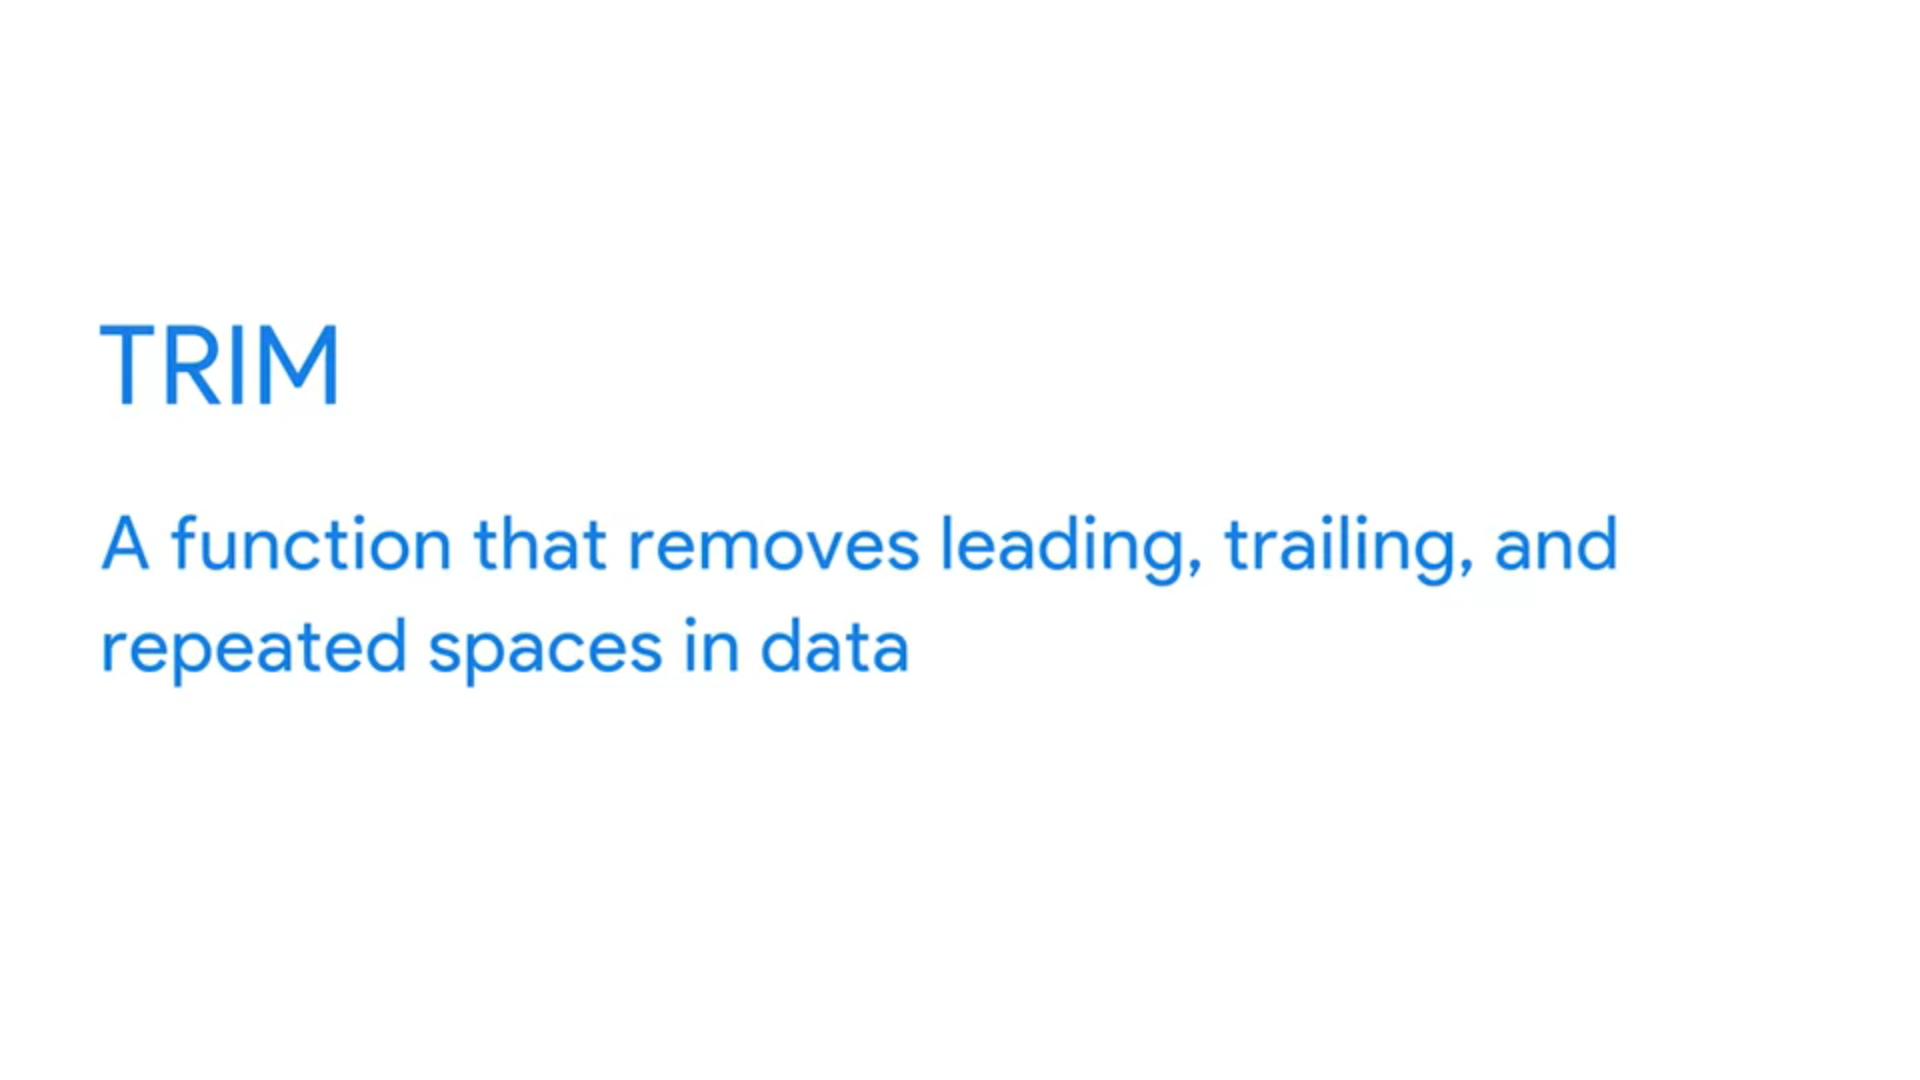 TRIM
A function that removes leading, trailing, and
repeated spaces in data